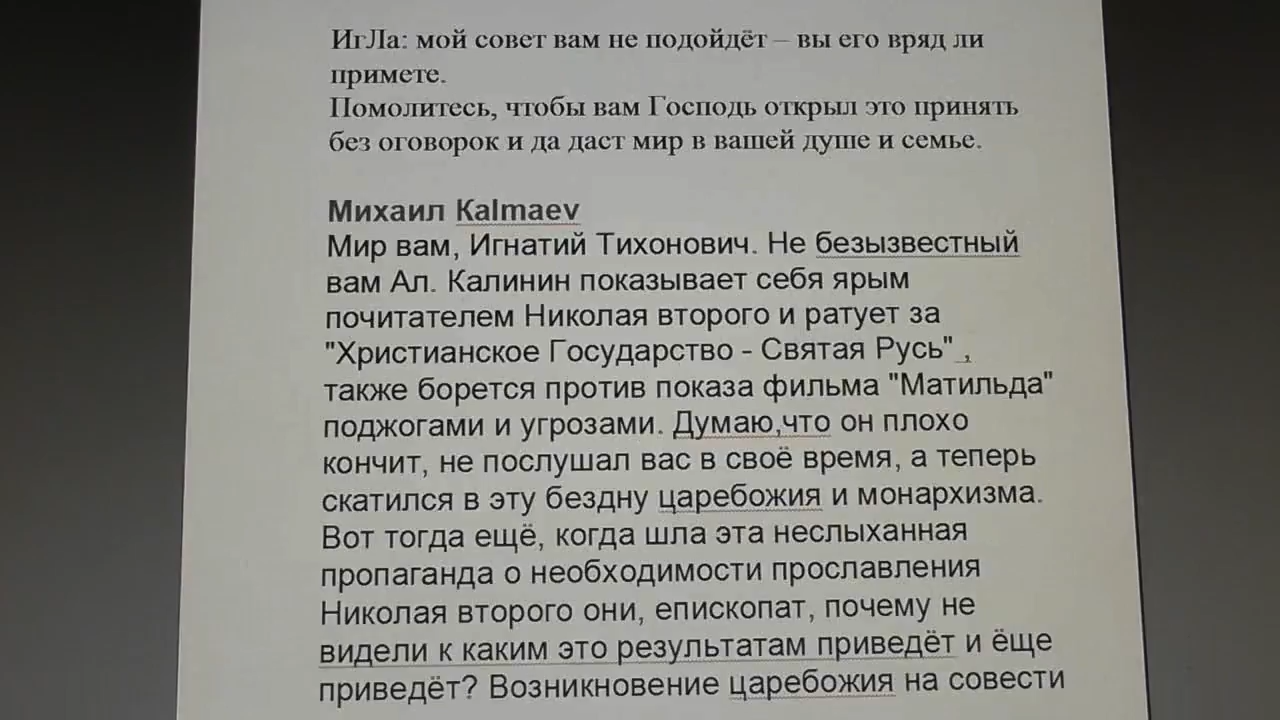 ИгЛа: мой совет вам не подойдёт – вы его вряд ли
примете.
Помолитесь, чтобы вам Господь открыл это принять
без оговорок и да даст мир в вашей душе и семье.
Михаил Kalmaev
Мир вам, Игнатий Тихонович. Не безызвестный
вам Ал. Калинин показывает себя ярым
почитателем Николая второго и ратует за
"Христианское Государство - Святая Русь" ,
также борется против показа фильма "Матильда"
поджогами и угрозами. Думаю,что он плохо
кончит, не послушал вас в своё время, а теперь
скатился в эту бездну царебожия и монархизма.
Вот тогда ещё, когда шла эта неслыханная
пропаганда о необходимости прославления
Николая второго они, епископат, почему не
видели к каким это результатам приведёт и ёще
приведёт? Возникновение царебожия на совести